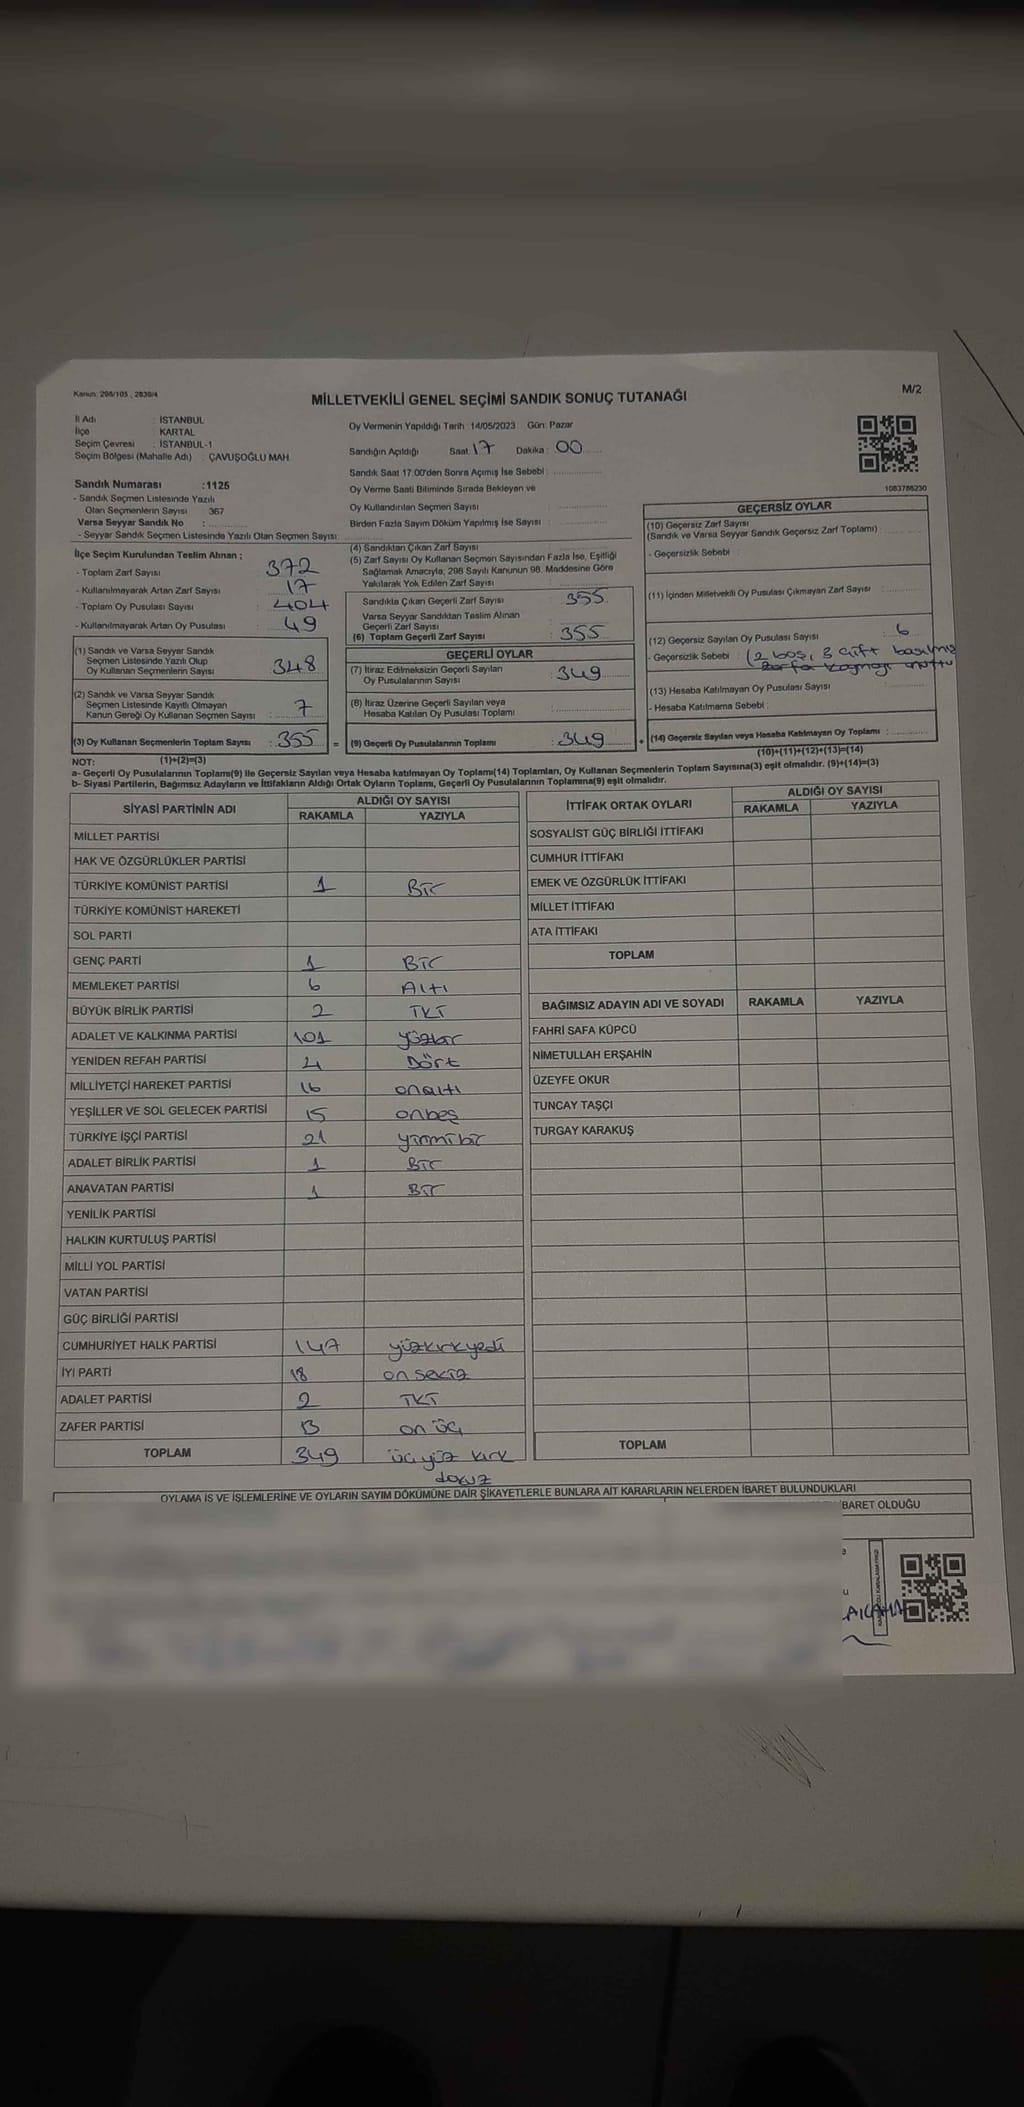 Kanun: 298/105 , 2839/4
M/2
MİLLETVEKİLİ GENEL SEÇİMİ SANDIK SONUÇ TUTANAĞI
İl Adı : İSTANBUL
İlçe : KARTAL
Seçim Çevresi : İSTANBUL-1
Seçim Bölgesi (Mahalle Adı) : ÇAVUŞOĞLU MAH.
Sandık Numarası :1125
- Sandık Seçmen Listesinde Yazılı
Olan Seçmenlerin Sayısı : 367
Varsa Seyyar Sandık No :
- Seyyar Sandık Seçmen Listesinde Yazılı Olan Seçmen Sayısı:
İlçe Seçim Kurulundan Teslim Alınan ;
- Toplam Zarf Sayısı : 372
- Kullanılmayarak Artan Zarf Sayısı : 17
- Toplam Oy Pusulası Sayısı : 404
- Kullanılmayarak Artan Oy Pusulası : 49
(1) Sandık ve Varsa Seyyar Sandık
Seçmen Listesinde Yazılı Olup
Oy Kullanan Seçmenlerin Sayısı : 348
(2) Sandık ve Varsa Seyyar Sandık
Seçmen Listesinde Kayıtlı Olmayan
Kanun Gereği Oy Kullanan Seçmen Sayısı : 7
(3) Oy Kullanan Seçmenlerin Toplam Sayısı : 355 =
(1)+(2)=(3)
Oy Vermenin Yapıldığı Tarih :14/05/2023 Gün: Pazar
Sandığın Açıldığı Saat: 17 Dakika : 00
Sandık Saat 17:00'den Sonra Açımış İse Sebebi :
Oy Verme Saati Bitiminde Sırada Bekleyen ve
Oy Kullandırılan Seçmen Sayısı :
Birden Fazla Sayım Döküm Yapılmış İse Sayısı :
(4) Sandıktan Çıkan Zarf Sayısı :
(5) Zarf Sayısı Oy Kullanan Seçmen Sayısından Fazla İse, Eşitliği
Sağlamak Amacıyla; 298 Sayılı Kanunun 98. Maddesine Göre
Yakılarak Yok Edilen Zarf Sayısı :
Sandıkta Çıkan Geçerli Zarf Sayısı : 355
Varsa Seyyar Sandıktan Teslim Alınan
Geçerli Zarf Sayısı :
(6) Toplam Geçerli Zarf Sayısı : 355
GEÇERLİ OYLAR
(7) İtiraz Edilmeksizin Geçerli Sayılan
Oy Pusulalarının Sayısı : 349
(8) İtiraz Üzerine Geçerli Sayılan veya
Hesaba Katılan Oy Pusulası Toplamı :
(9) Geçerli Oy Pusulalarının Toplamı : 349 +
1083786230
GEÇERSİZ OYLAR
(10) Geçersiz Zarf Sayısı
(Sandık ve Varsa Seyyar Sandık Geçersiz Zarf Toplamı) :
- Geçersizlik Sebebi :
(11) İçinden Milletvekili Oy Pusulası Çıkmayan Zarf Sayısı :
(12) Geçersiz Sayılan Oy Pusulası Sayısı : 6
- Geçersizlik Sebebi : (2 boş, 3 çift basılmış
zarfa koymayı unuttu
(13) Hesaba Katılmayan Oy Pusulası Sayısı :
- Hesaba Katılmama Sebebi :
(14) Geçersiz Sayılan veya Hesaba Katılmayan Oy Toplamı :
(10)+(11)+(12)+(13)=(14)
NOT:
a- Geçerli Oy Pusulalarının Toplam(9) ile Geçersiz Sayılan veya Hesaba katılmayan Oy Toplamı(14) Toplamları, Oy Kullanan Seçmenlerin Toplam Sayısına(3) eşit olmalıdır. (9)+(14)=(3)
b- Siyasi Partilerin, Bağımsız Adayların ve İttifakların Aldığı Ortak Oyların Toplamı, Geçerli Oy Pusulalarının Toplamına(9) eşit olmalıdır.
SİYASİ PARTİNİN ADI ALDIĞI OY SAYISI
RAKAMLA YAZIYLA
MİLLET PARTİSİ
HAK VE ÖZGÜRLÜKLER PARTİSİ
TÜRKİYE KOMÜNİST PARTİSİ 1 BİR
TÜRKİYE KOMÜNİST HAREKETİ
SOL PARTİ
GENÇ PARTİ 1 BİR
MEMLEKET PARTİSİ 6 Altı
BÜYÜK BİRLİK PARTİSİ 2 İKİ
ADALET VE KALKINMA PARTİSİ 101 yüzbir
YENİDEN REFAH PARTİSİ 4 Dört
MİLLİYETÇİ HAREKET PARTİSİ 16 onaltı
YEŞİLLER VE SOL GELECEK PARTİSİ 15 onbeş
TÜRKİYE İŞÇİ PARTİSİ 21 yirmibir
ADALET BİRLİK PARTİSİ 1 BİR
ANAVATAN PARTİSİ 1 BİR
YENİLİK PARTİSİ
HALKIN KURTULUŞ PARTİSİ
MİLLİ YOL PARTİSİ
VATAN PARTİSİ
GÜÇ BİRLİĞİ PARTİSİ
CUMHURİYET HALK PARTİSİ 147 yüzkırkyedi
İYİ PARTİ 18 on sekiz
ADALET PARTİSİ 2 İKİ
ZAFER PARTİSİ 13 on üç
TOPLAM 349 üçyüz kırk
dokuz
İTTİFAK ORTAK OYLARI ALDIĞI OY SAYISI
RAKAMLA YAZIYLA
SOSYALİST GÜÇ BİRLİĞİ İTTİFAKI
CUMHUR İTTİFAKI
EMEK VE ÖZGÜRLÜK İTTİFAKI
MİLLET İTTİFAKI
ATA İTTİFAKI
TOPLAM
BAĞIMSIZ ADAYIN ADI VE SOYADI RAKAMLA YAZIYLA
FAHRİ SAFA KÜPCÜ
NİMETULLAH ERŞAHİN
ÜZEYFE OKUR
TUNCAY TAŞÇI
TURGAY KARAKUŞ
TOPLAM
OYLAMA İŞ VE İŞLEMLERİNE VE OYLARIN SAYIM DÖKÜMÜNE DAİR ŞİKAYETLERLE BUNLARA AİT KARARLARIN NELERDEN İBARET BULUNDUKLARI
İBARET OLDUĞU